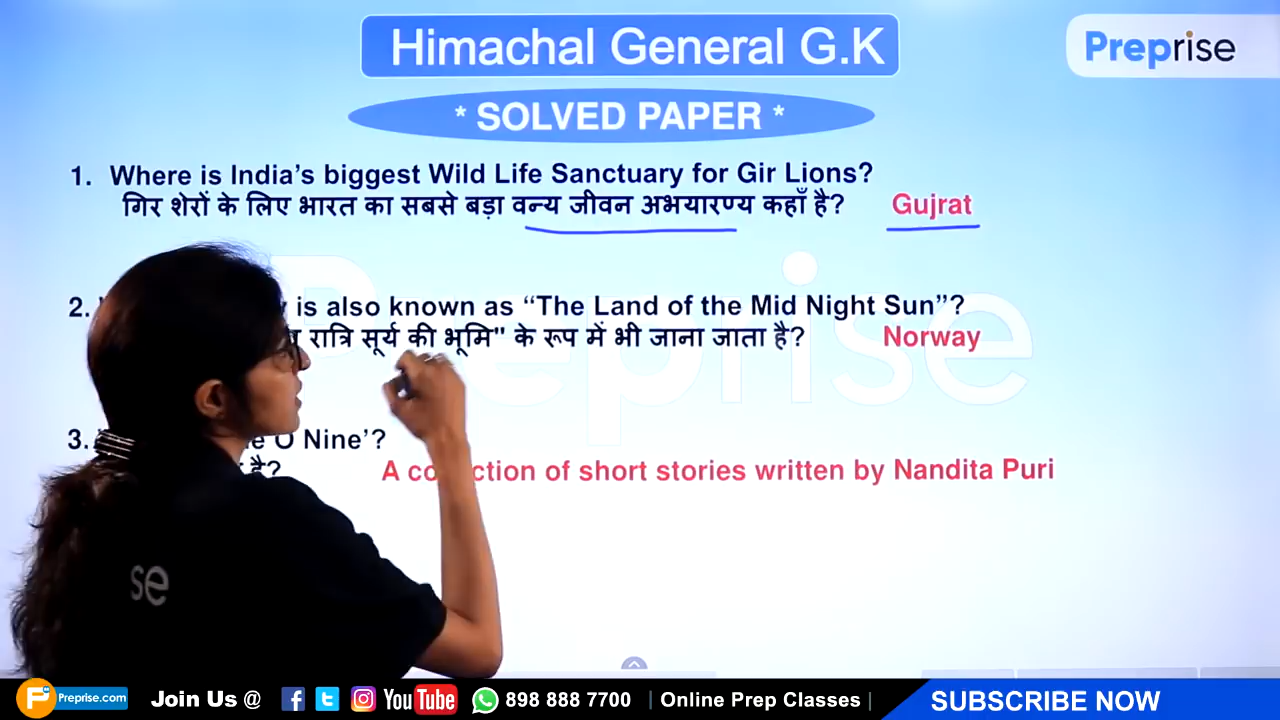 Himachal General G.K
Preprise
* SOLVED PAPER *
1. Where is India's biggest Wild Life Sanctuary for Gir Lions?
गिर शेरों के लिए भारत का सबसे बड़ा वन्य जीवन अभयारण्य कहाँ है? Gujrat
2. is also known as “The Land of the Mid Night Sun”?
रात्रि सूर्य की भूमि" के रूप में भी जाना जाता है? Norway
3. O Nine’?
है? A of short stories written by Nandita Puri
Preprise
se
Preprise.com Join Us @ You Tube 898 888 7700 | Online Prep Classes | SUBSCRIBE NOW